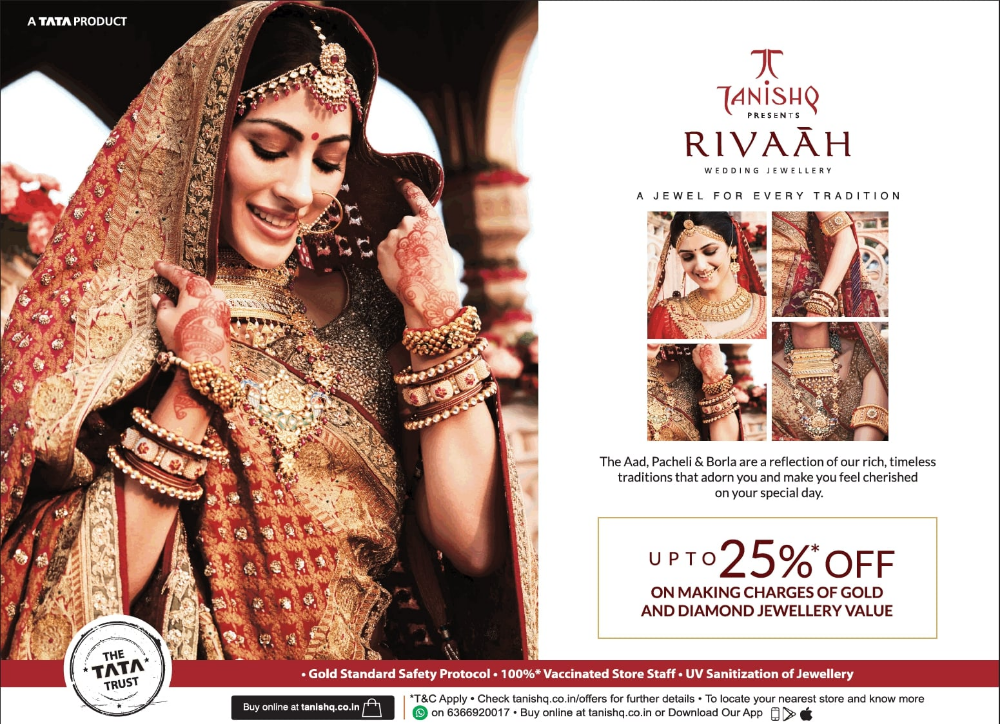 A TATA PRODUCT
TANISHQ
PRESENTS
RIVAĀH
WEDDING JEWELLERY
A JEWEL FOR EVERY TRADITION
The Aad, Pacheli & Borla are a reflection of our rich, timeless
traditions that adorn you and make you feel cherished
on your special day.
UPTO 25%* OFF
ON MAKING CHARGES OF GOLD
AND DIAMOND JEWELLERY VALUE
THE
TATA
TRUST
• Gold Standard Safety Protocol • 100%* Vaccinated Store Staff • UV Sanitization of Jewellery
Buy online at tanishq.co.in
*T&C Apply • Check tanishq.co.in/offers for further details • To locate your nearest store and know more
on 6366920017 • Buy online at tanishq.co.in or Download Our App